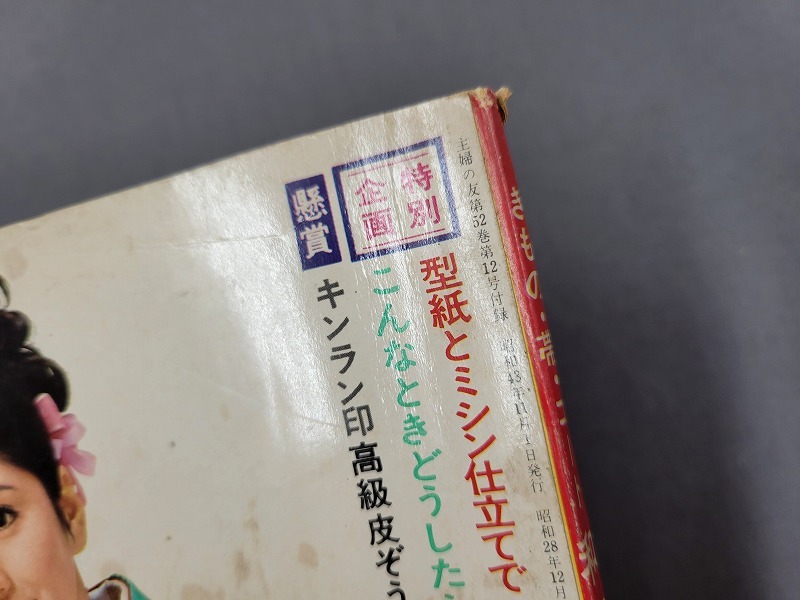 きもの・帯
主婦の友第52巻第12号付録 昭和43年11月1日発行 昭和28年12月
特別
企画
型紙とミシン仕立てで
こんなときどうした
懸賞
キンラン印高級皮ぞう